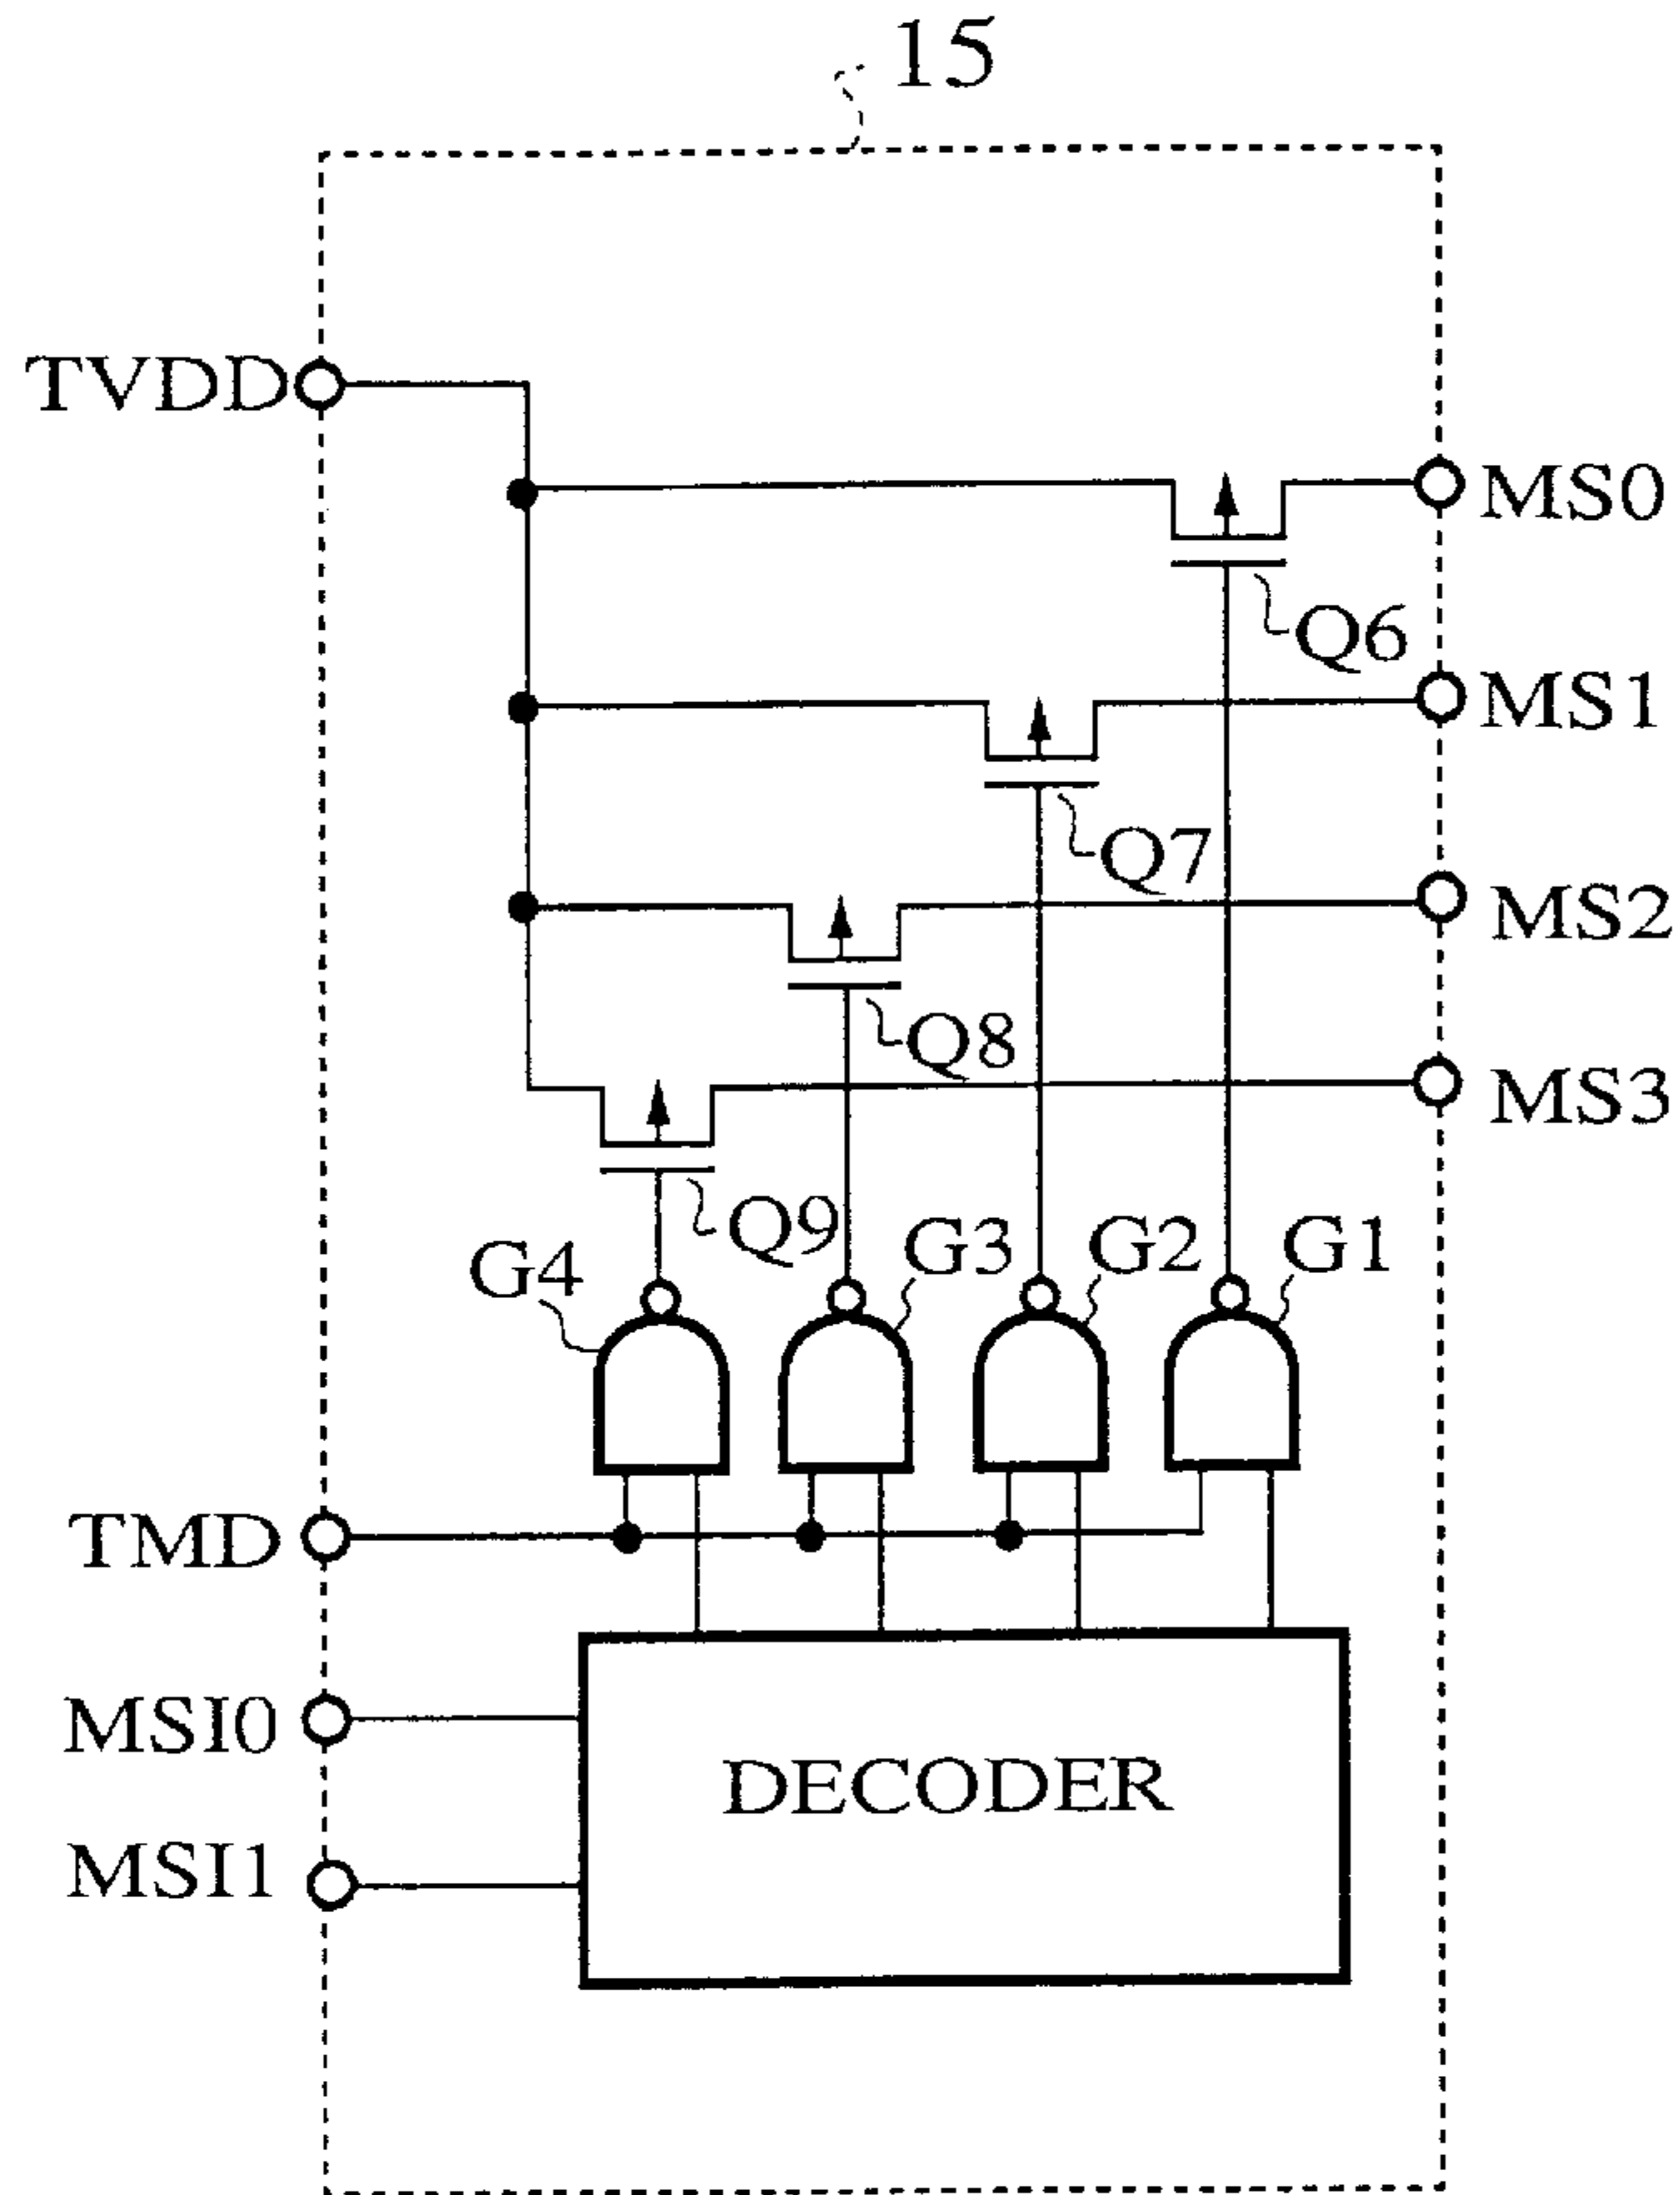 15
TVDD
MS0
Q6
MS1
Q7
MS2
Q8
MS3
Q9
G4
G3
G2
G1
TMD
MSI0
MSI1
DECODER